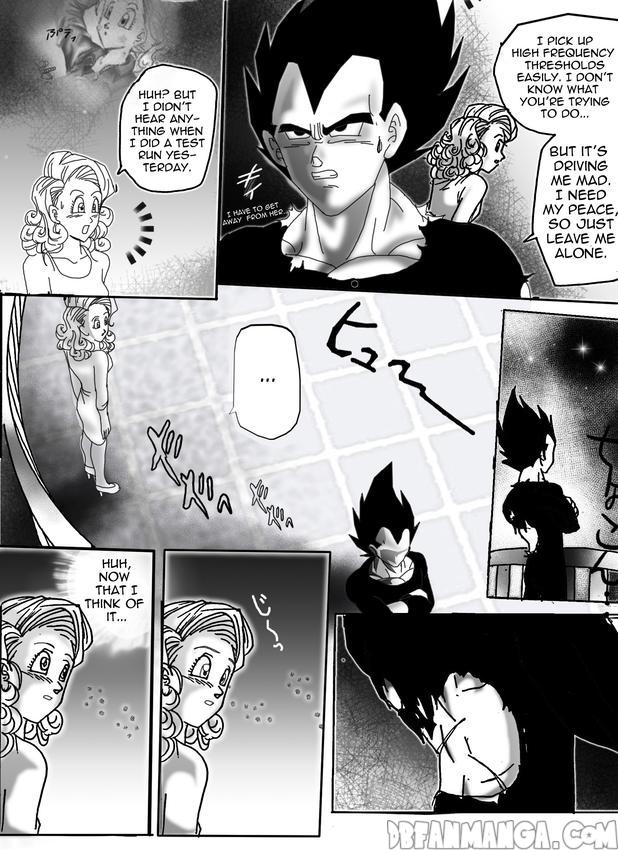 HUH? BUT
I DIDN'T
HEAR ANY-
THING WHEN
I DID A TEST
RUN YES-
TERDAY.
I PICK UP
HIGH FREQUENCY
THRESHOLDS
EASILY. I DON'T
KNOW WHAT
YOU'RE TRYING
TO DO...
BUT IT'S
DRIVING
ME MAD.
I NEED
MY PEACE,
SO JUST
LEAVE ME
ALONE.
I HAVE TO GET
AWAY FROM HER...
...
ヒュー
HUH,
NOW
THAT I
THINK OF
IT...
じ〜っ
DBFANMANGA.COM